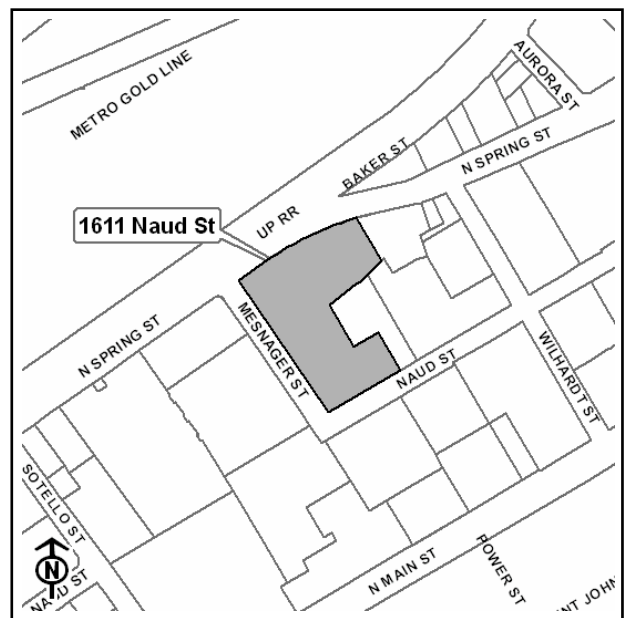 METRO GOLD LINE
AURORA ST
BAKER ST
N SPRING ST
UP RR
1611 Naud St
N SPRING ST
MESNAGER ST
NAUD ST
WILHARDT ST
SOTELLO ST
N MAIN ST
POWER ST
N